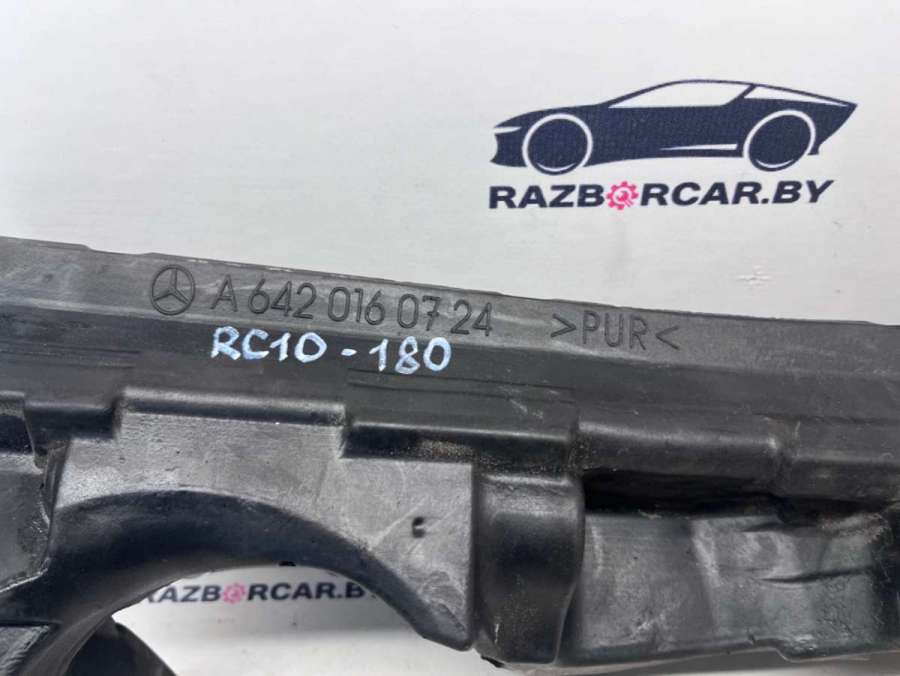 RAZBORCAR.BY
A 642 016 07 24 >PUR<
RC10-180
RAZBORCAR.BY